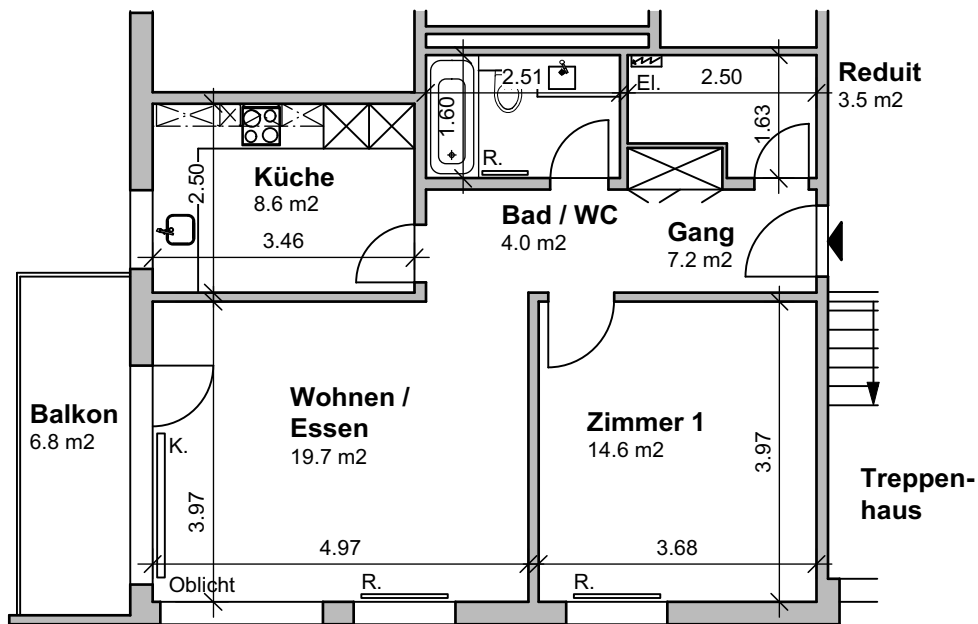 2.51
El.
2.50
Reduit
3.5 m2
1.60
1.63
R.
Küche
8.6 m2
2.50
3.46
Bad / WC
4.0 m2
Gang
7.2 m2
Balkon
6.8 m2
Wohnen /
Essen
19.7 m2
K.
3.97
Oblicht
4.97
R.
Zimmer 1
14.6 m2
3.97
3.68
R.
Treppen-
haus